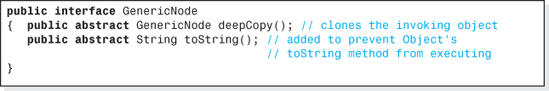 public interface GenericNode
{  public abstract GenericNode deepCopy(); // clones the invoking object
   public abstract String toString(); // added to prevent Object's
                                      // toString method from executing
}